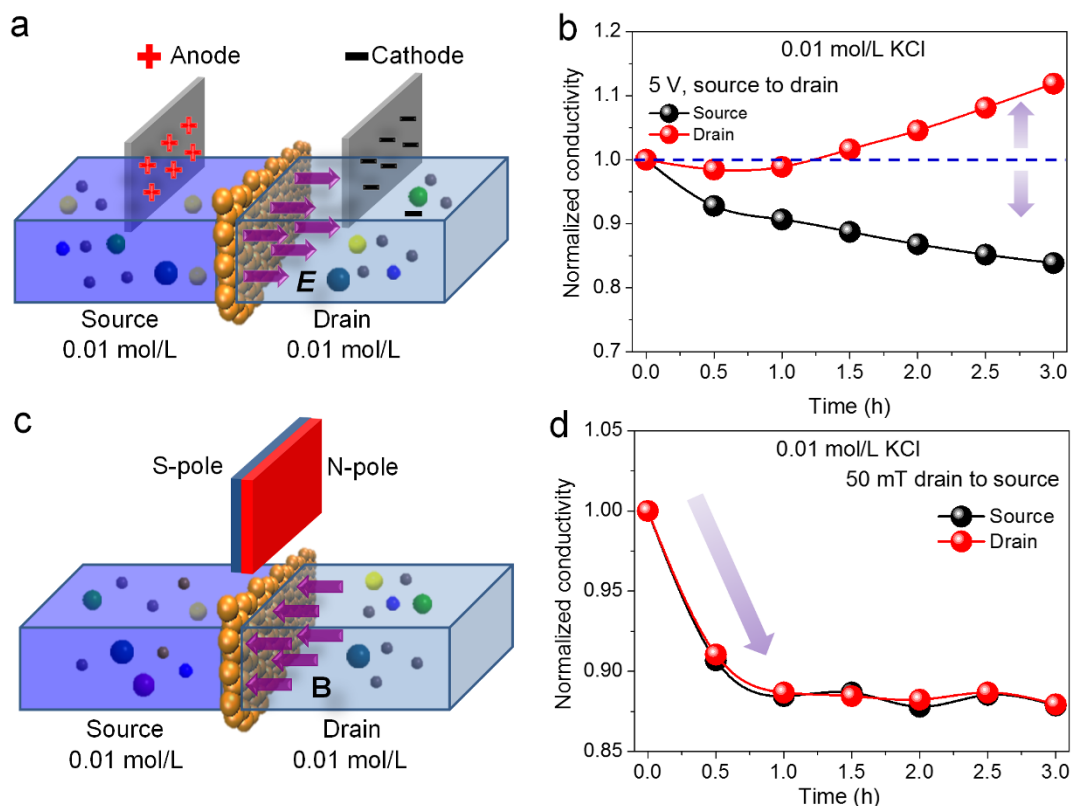 a
Anode
Cathode
E
Source
0.01 mol/L
Drain
0.01 mol/L
b
0.01 mol/L KCl
5 V, source to drain
Source
Drain
Normalized conductivity
1.2
1.1
1.0
0.9
0.8
0.7
0.0 0.5 1.0 1.5 2.0 2.5 3.0
Time (h)
c
S-pole
N-pole
B
Source
0.01 mol/L
Drain
0.01 mol/L
d
0.01 mol/L KCl
50 mT drain to source
Source
Drain
Normalized conductivity
1.05
1.00
0.95
0.90
0.85
0.0 0.5 1.0 1.5 2.0 2.5 3.0
Time (h)